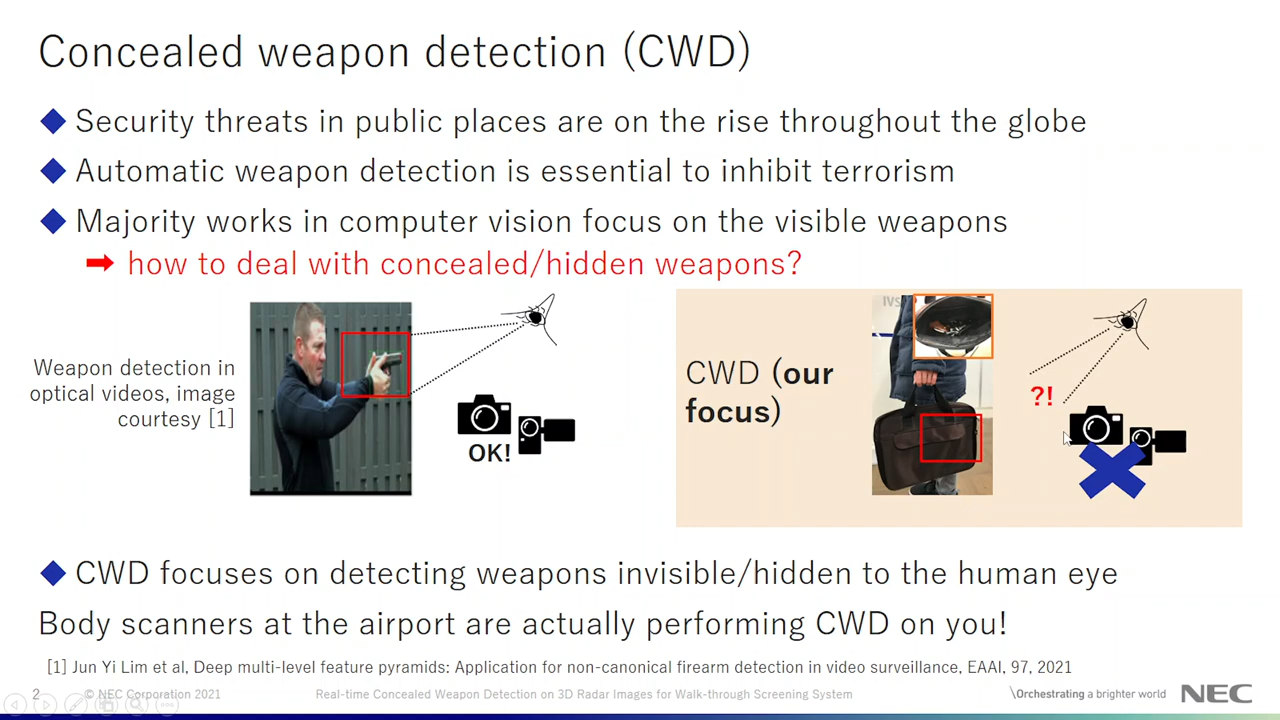 Concealed weapon detection (CWD)
Security threats in public places are on the rise throughout the globe
Automatic weapon detection is essential to inhibit terrorism
Majority works in computer vision focus on the visible weapons
how to deal with concealed/hidden weapons?
Weapon detection in
optical videos, image
courtesy [1]
OK!
CWD (our
focus)
IVS
?!
CWD focuses on detecting weapons invisible/hidden to the human eye
Body scanners at the airport are actually performing CWD on you!
[1] Jun Yi Lim et al, Deep multi-level feature pyramids: Application for non-canonical firearm detection in video surveillance, EAAI, 97, 2021
2 © NEC Corporation 2021 Real-time Concealed Weapon Detection on 3D Radar Images for Walk-through Screening System \Orchestrating a brighter world NEC